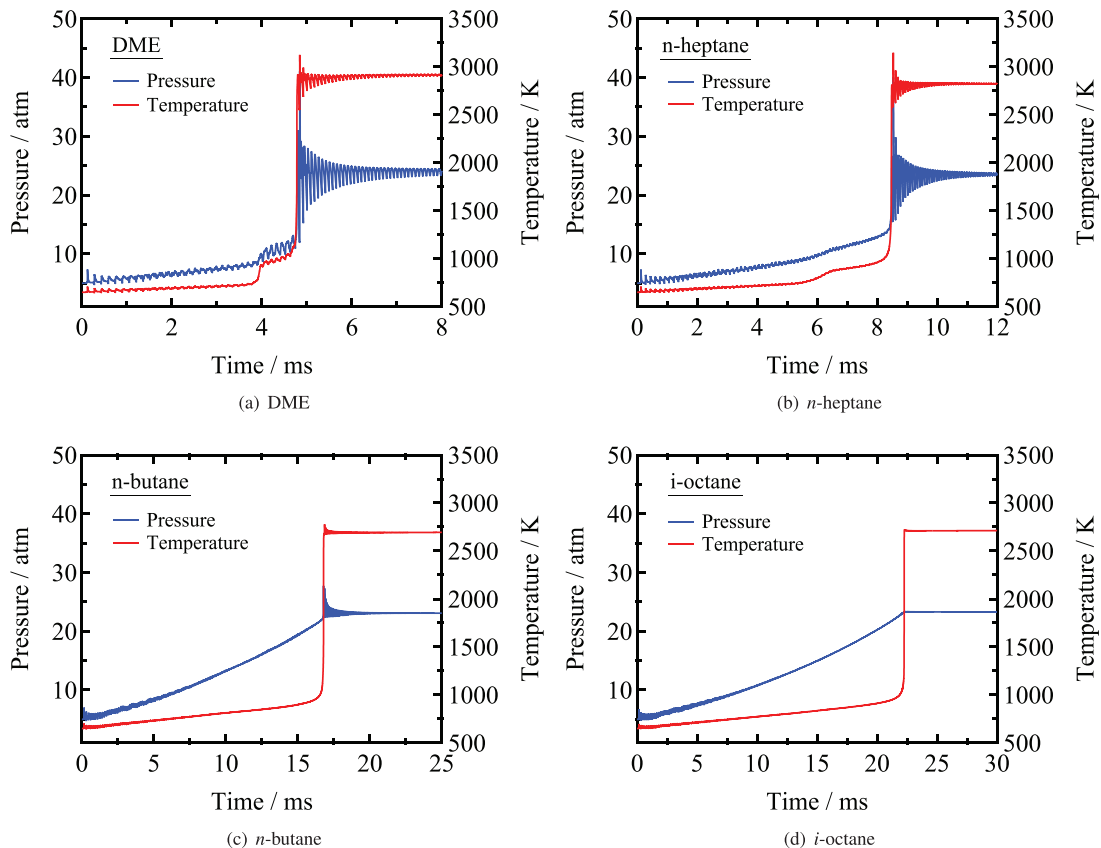 DME
Pressure
Temperature
50
40
30
20
10
3500
3000
2500
2000
1500
1000
500
0
2
4
6
8
Pressure / atm
Temperature / K
Time / ms
(a) DME
n-heptane
Pressure
Temperature
50
40
30
20
10
3500
3000
2500
2000
1500
1000
500
0
2
4
6
8
10
12
Pressure / atm
Temperature / K
Time / ms
(b) n-heptane
n-butane
Pressure
Temperature
50
40
30
20
10
3500
3000
2500
2000
1500
1000
500
0
5
10
15
20
25
Pressure / atm
Temperature / K
Time / ms
(c) n-butane
i-octane
Pressure
Temperature
50
40
30
20
10
3500
3000
2500
2000
1500
1000
500
0
5
10
15
20
25
30
Pressure / atm
Temperature / K
Time / ms
(d) i-octane